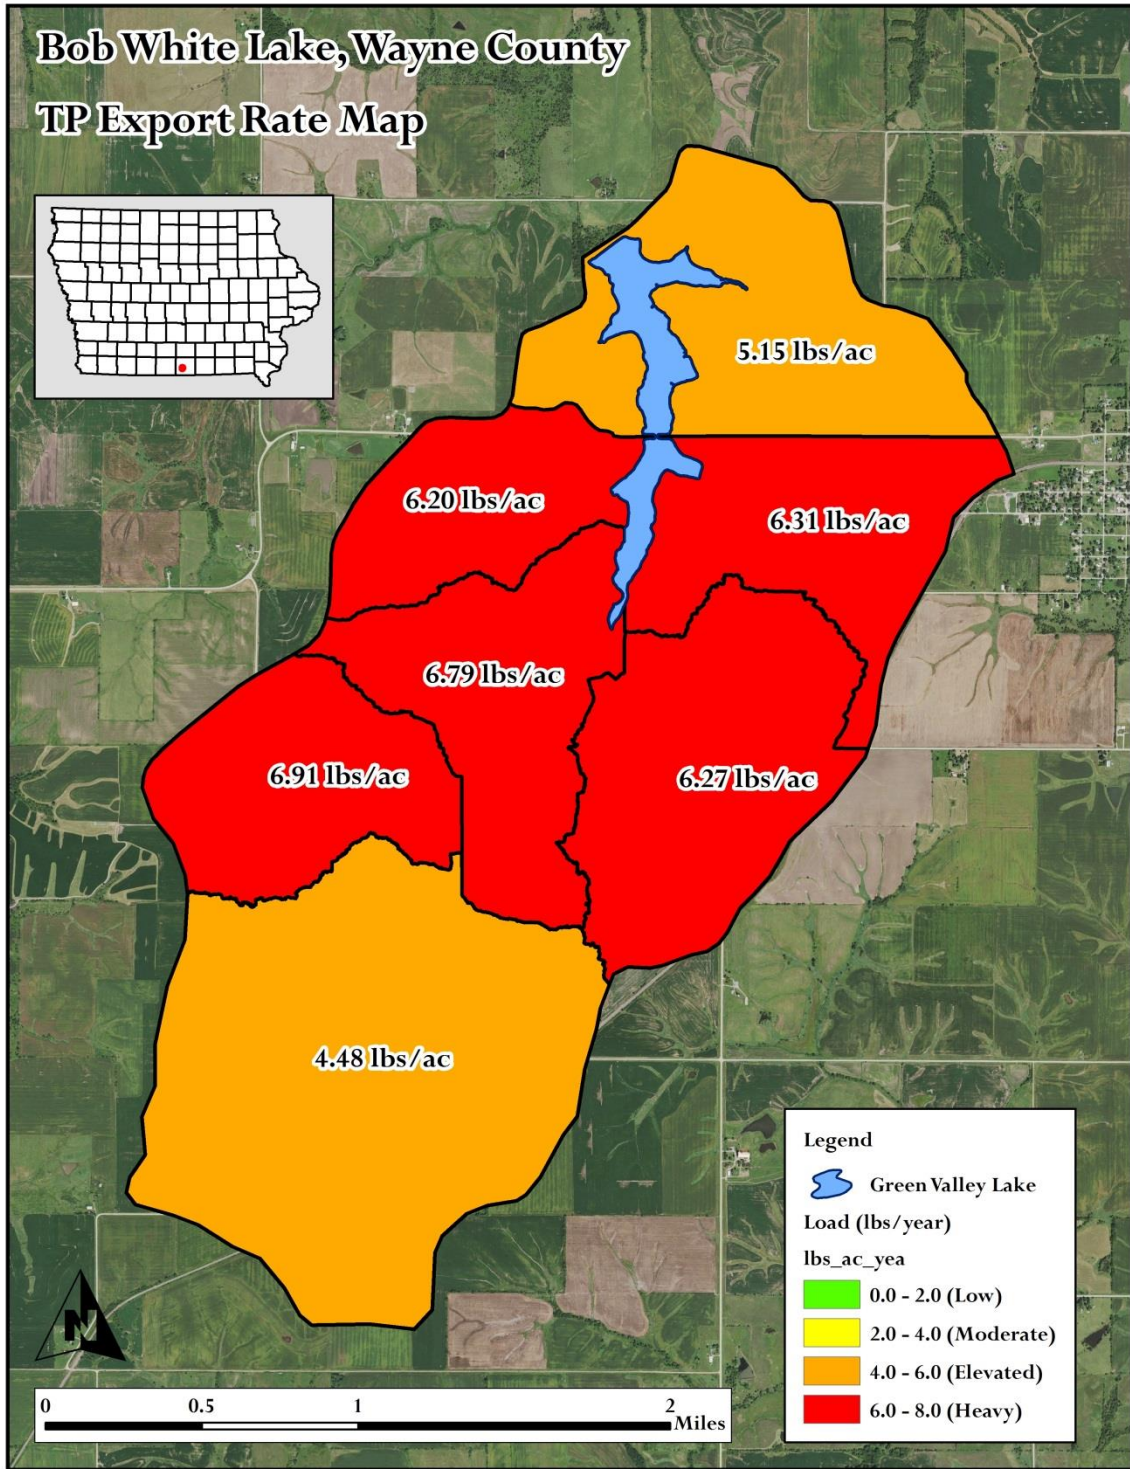 Bob White Lake, Wayne County
TP Export Rate Map
5.15 lbs/ac
6.20 lbs/ac
6.31 lbs/ac
6.79 lbs/ac
6.91 lbs/ac
6.27 lbs/ac
4.48 lbs/ac
Legend
Green Valley Lake
Load (lbs/year)
lbs_ac_yea
0.0 - 2.0 (Low)
2.0 - 4.0 (Moderate)
4.0 - 6.0 (Elevated)
6.0 - 8.0 (Heavy)
N
0 0.5 1 2
Miles